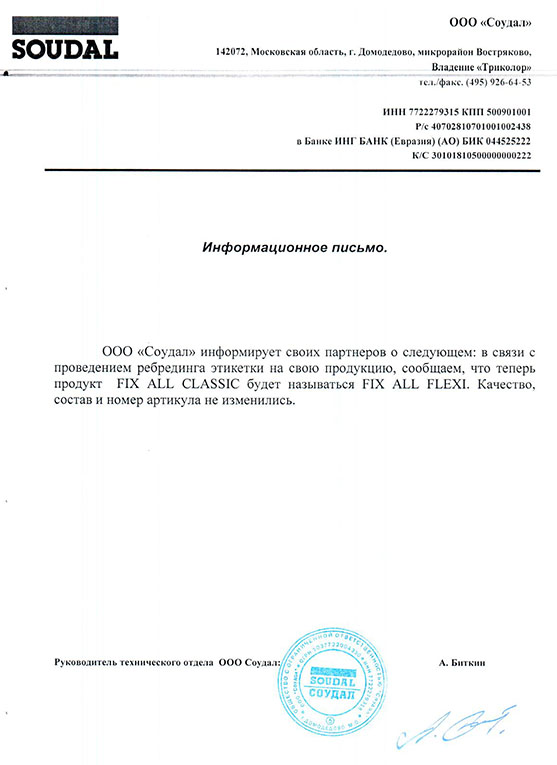 SOUDAL
ООО «Соудал»
142072, Московская область, г. Домодедово, микрорайон Востряково,
Владение «Триколор»
тел./факс. (495) 926-64-53
ИНН 7722279315 КПП 500901001
Р/с 40702810701001002438
в Банке ИНГ БАНК (Евразия) (АО) БИК 044525222
К/С 30101810500000000222
Информационное письмо.
ООО «Соудал» информирует своих партнеров о следующем: в связи с
проведением ребрединга этикетки на свою продукцию, сообщаем, что теперь
продукт FIX ALL CLASSIC будет называться FIX ALL FLEXI. Качество,
состав и номер артикула не изменились.
Руководитель технического отдела ООО Соудал:
А. Биткин
ОБЩЕСТВО С ОГРАНИЧЕННОЙ ОТВЕТСТВЕННОСТЬЮ
SOUDAL
СОУДАЛ